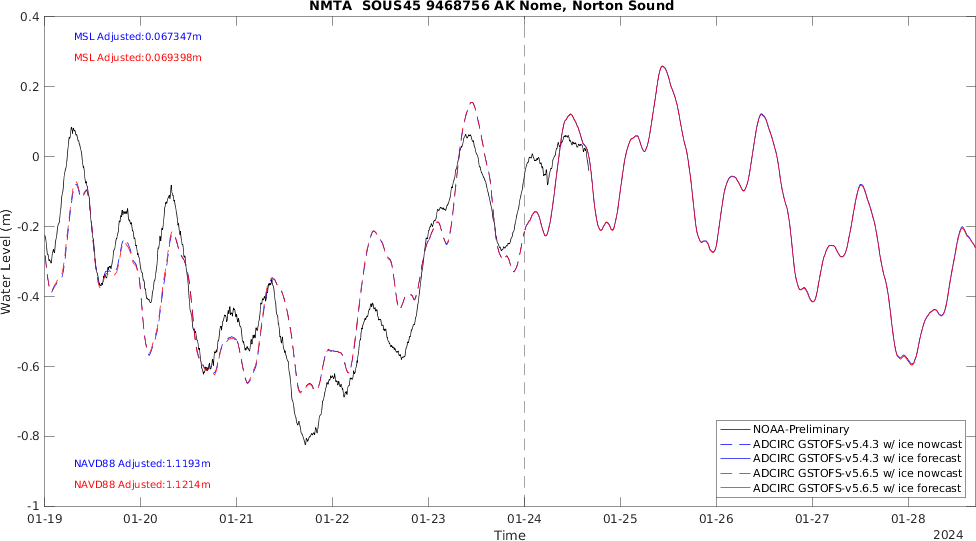 NMTA SOUS45 9468756 AK Nome, Norton Sound
0.4
MSL Adjusted:0.067347m
MSL Adjusted:0.069398m
0.2
0
-0.2
Water Level (m)
-0.4
-0.6
-0.8
NAVD88 Adjusted:1.1193m
NAVD88 Adjusted:1.1214m
-1
NOAA-Preliminary
ADCIRC GSTOFS-v5.4.3 w/ ice nowcast
ADCIRC GSTOFS-v5.4.3 w/ ice forecast
ADCIRC GSTOFS-v5.6.5 w/ ice nowcast
ADCIRC GSTOFS-v5.6.5 w/ ice forecast
01-19 01-20 01-21 01-22 01-23 01-24 01-25 01-26 01-27 01-28
Time
2024